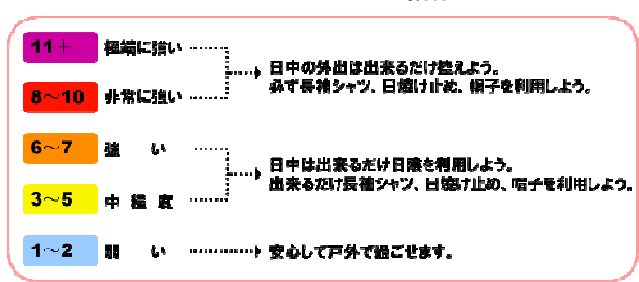 11+ 極端に強い
8～10 非常に強い
日中の外出は出来るだけ控えよう。
必ず長袖シャツ、日焼け止め、帽子を利用しよう。
6～7 強い
3～5 中程度
日中は出来るだけ日陰を利用しよう。
出来るだけ長袖シャツ、日焼け止め、帽子を利用しよう。
1～2 弱い
安心して戸外で過ごせます。